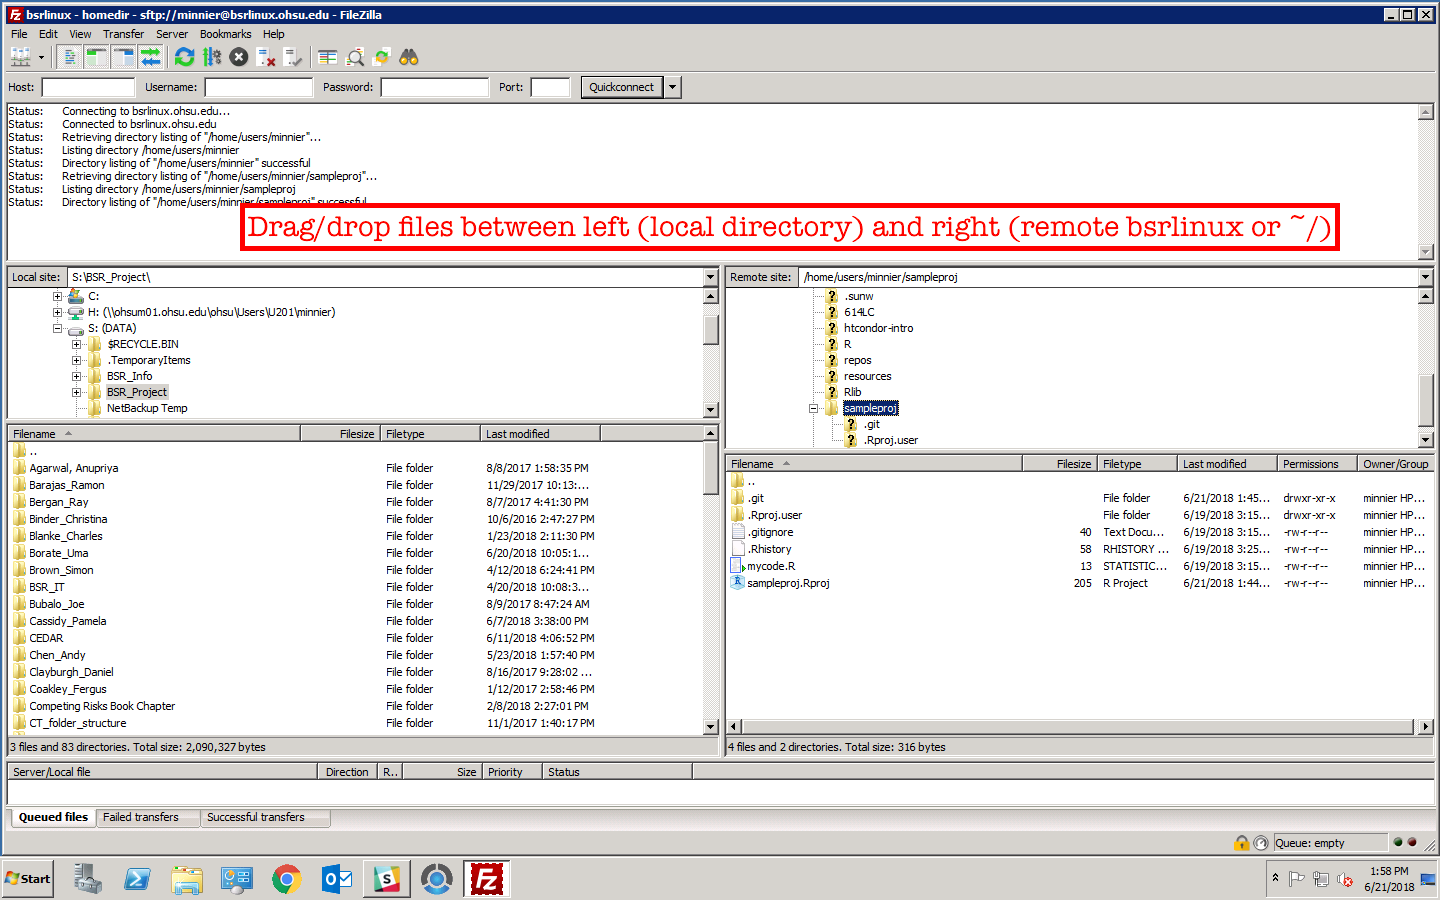 bsrlinux - homedir - sftp://minnier@bsrlinux.ohsu.edu - FileZilla
File Edit View Transfer Server Bookmarks Help
Host: Username: Password: Port: Quickconnect
Status: Connecting to bsrlinux.ohsu.edu...
Status: Connected to bsrlinux.ohsu.edu
Status: Retrieving directory listing of "/home/users/minnier"...
Status: Listing directory /home/users/minnier
Status: Directory listing of "/home/users/minnier" successful
Status: Retrieving directory listing of "/home/users/minnier/sampleproj"...
Status: Listing directory /home/users/minnier/sampleproj
Status: Directory listing of "/home/users/minnier/sampleproj" successful
Drag/drop files between left (local directory) and right (remote bsrlinux or ~/)
Local site: S:\BSR_Project\
C:
H: (\\ohsum01.ohsu.edu\ohsu\Users\U201\minnier)
S: (DATA)
$RECYCLE.BIN
.TemporaryItems
BSR_Info
BSR_Project
NetBackup Temp
Filename Filesize Filetype Last modified
..
Agarwal, Anupriya File folder 8/8/2017 1:58:35 PM
Barajas_Ramon File folder 11/29/2017 10:13:...
Bergan_Ray File folder 8/7/2017 4:41:30 PM
Binder_Christina File folder 10/6/2016 2:47:27 PM
Blanke_Charles File folder 1/23/2018 2:11:30 PM
Borate_Uma File folder 6/20/2018 10:05:1...
Brown_Simon File folder 4/12/2018 6:24:41 PM
BSR_IT File folder 4/20/2018 10:08:3...
Bubalo_Joe File folder 8/9/2017 8:47:24 AM
Cassidy_Pamela File folder 6/7/2018 3:38:00 PM
CEDAR File folder 6/11/2018 4:06:52 PM
Chen_Andy File folder 5/23/2018 1:57:40 PM
Clayburgh_Daniel File folder 8/16/2017 9:28:02 ...
Coakley_Fergus File folder 1/12/2017 2:58:46 PM
Competing Risks Book Chapter File folder 2/8/2018 2:27:01 PM
CT_folder_structure File folder 11/1/2017 1:40:17 PM
3 files and 83 directories. Total size: 2,090,327 bytes
Remote site: /home/users/minnier/sampleproj
.sunw
614LC
htcondor-intro
R
repos
resources
Rlib
sampleproj
.git
.Rproj.user
Filename Filesize Filetype Last modified Permissions Owner/Group
..
.git File folder 6/21/2018 1:45... drwxr-xr-x minnier HP...
.Rproj.user File folder 6/19/2018 3:15... drwxr-xr-x minnier HP...
.gitignore 40 Text Docu... 6/19/2018 3:15... -rw-r--r-- minnier HP...
.Rhistory 58 RHISTORY ... 6/19/2018 3:25... -rw-r--r-- minnier HP...
mycode.R 13 STATISTIC... 6/19/2018 3:15... -rw-r--r-- minnier HP...
sampleproj.Rproj 205 R Project 6/21/2018 1:44... -rw-r--r-- minnier HP...
4 files and 2 directories. Total size: 316 bytes
Server/Local file Direction R.. Size Priority Status
Queued files Failed transfers Successful transfers
Queue: empty
Start
1:58 PM
6/21/2018